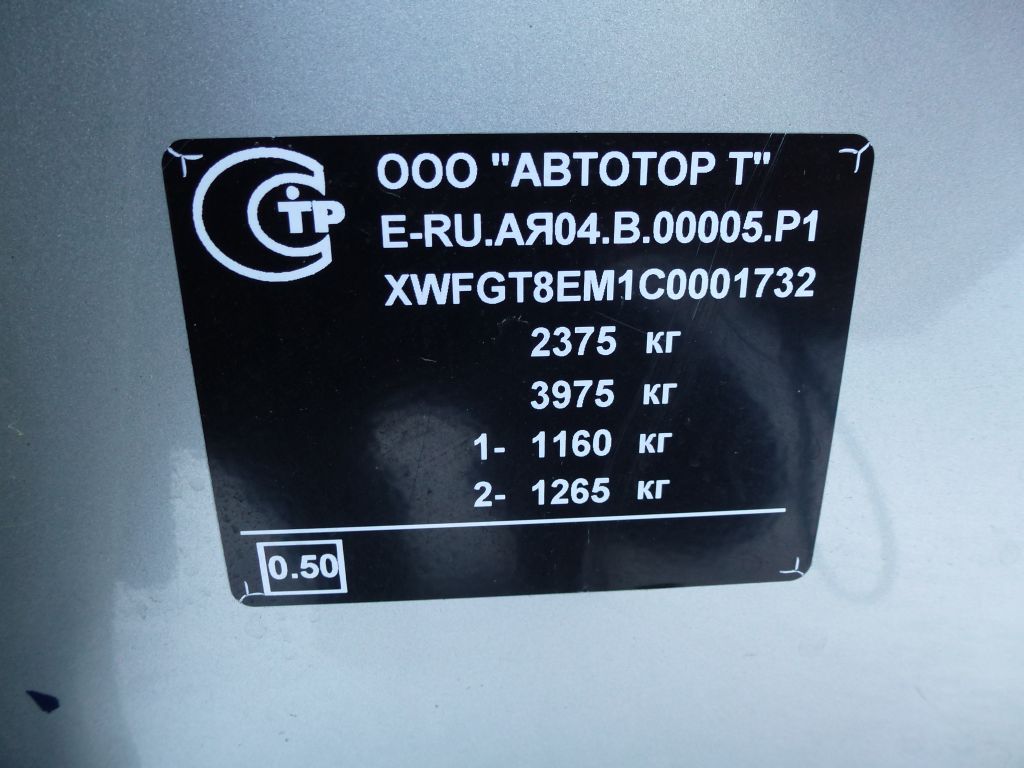 ТР
ООО "АВТОТОР Т"
E-RU.АЯ04.В.00005.Р1
XWFGT8EM1C0001732
2375 кг
3975 кг
1- 1160 кг
2- 1265 кг
0.50